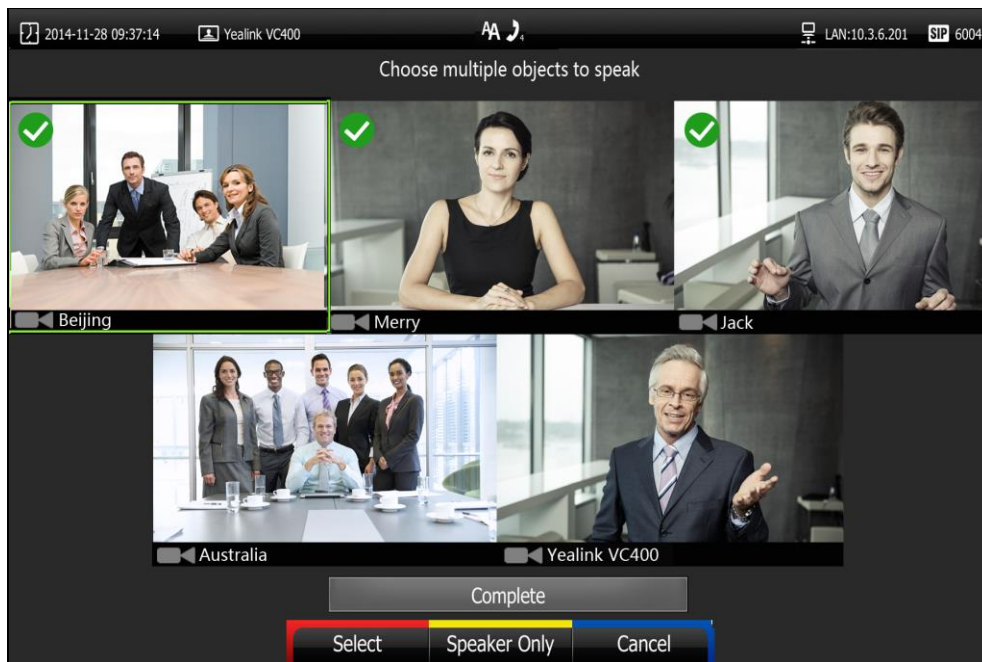 2014-11-28 09:37:14 Yealink VC400 AA 4 LAN:10.3.6.201 SIP 6004
Choose multiple objects to speak
Beijing Merry Jack
Australia Yealink VC400
Complete
Select Speaker Only Cancel